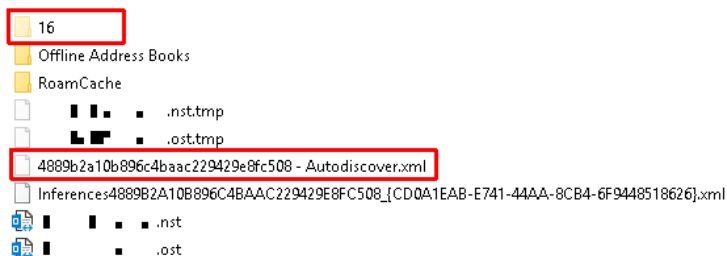 16
Offline Address Books
RoamCache
.nst.tmp
.ost.tmp
4889b2a10b896c4baac229429e8fc508 - Autodiscover.xml
Inferences4889B2A10B896C4BAAC229429E8FC508_{CD0A1EAB-E741-44AA-8CB4-6F9448518626}.xml
.nst
.ost